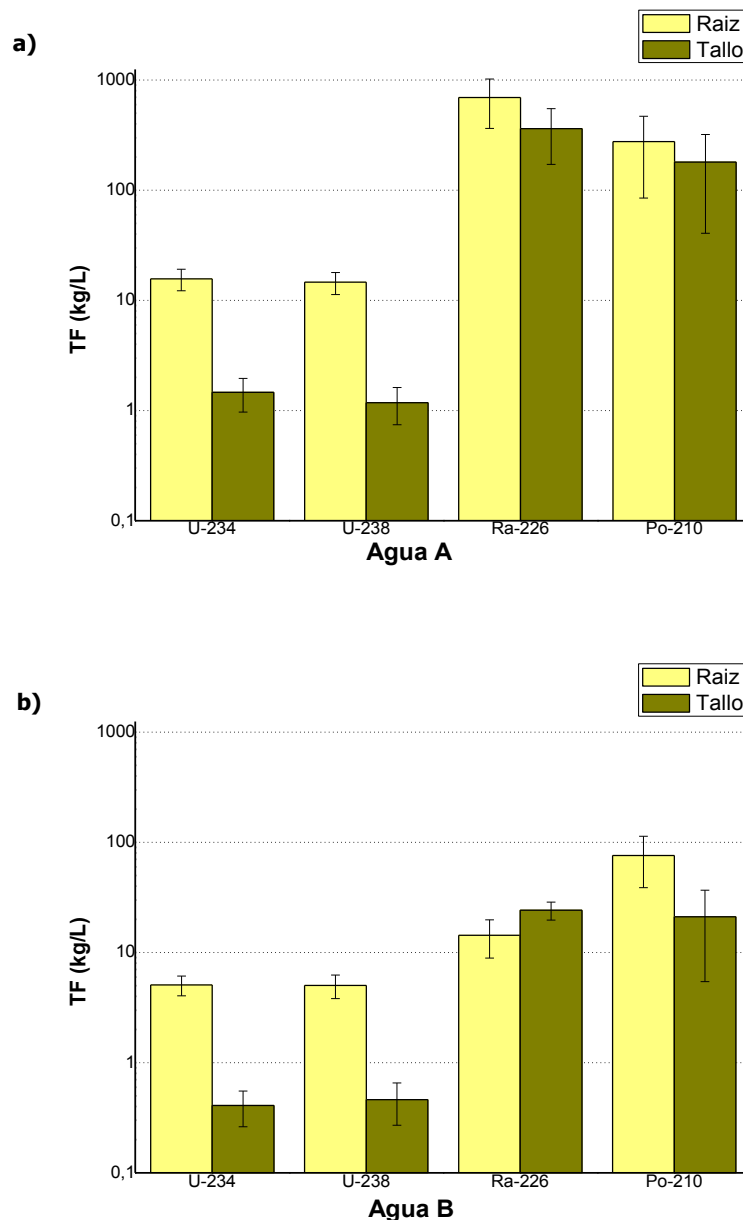 a)
Raiz
Tallo
1000
100
10
1
0,1
TF (kg/L)
U-234 U-238 Ra-226 Po-210
Agua A
b)
Raiz
Tallo
1000
100
10
1
0,1
TF (kg/L)
U-234 U-238 Ra-226 Po-210
Agua B